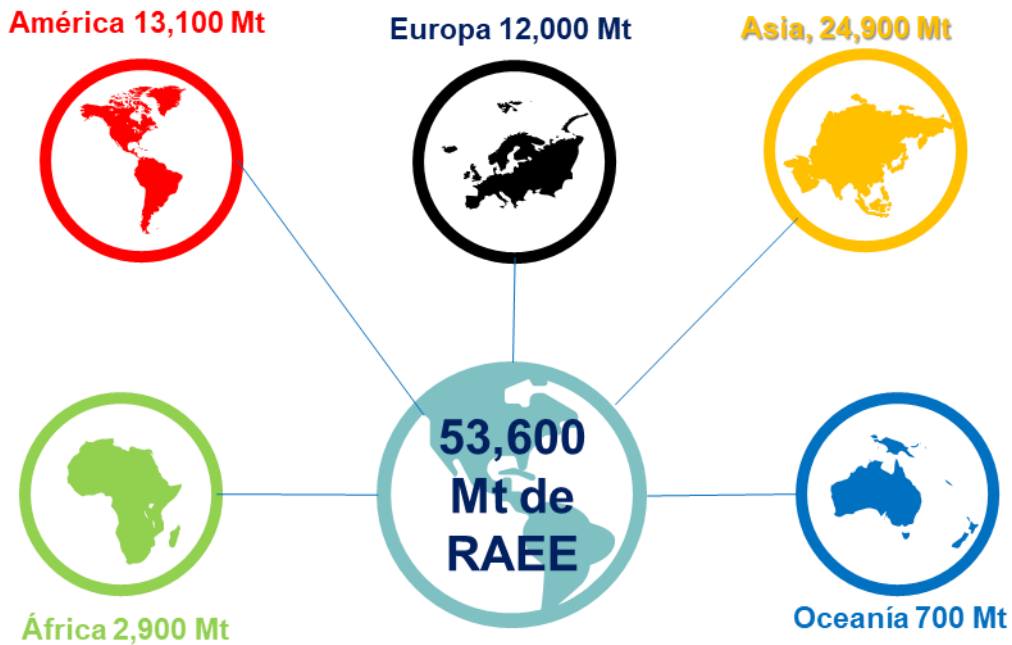 América 13,100 Mt
Europa 12,000 Mt
Asia, 24,900 Mt
53,600
Mt de
RAEE
África 2,900 Mt
Oceanía 700 Mt